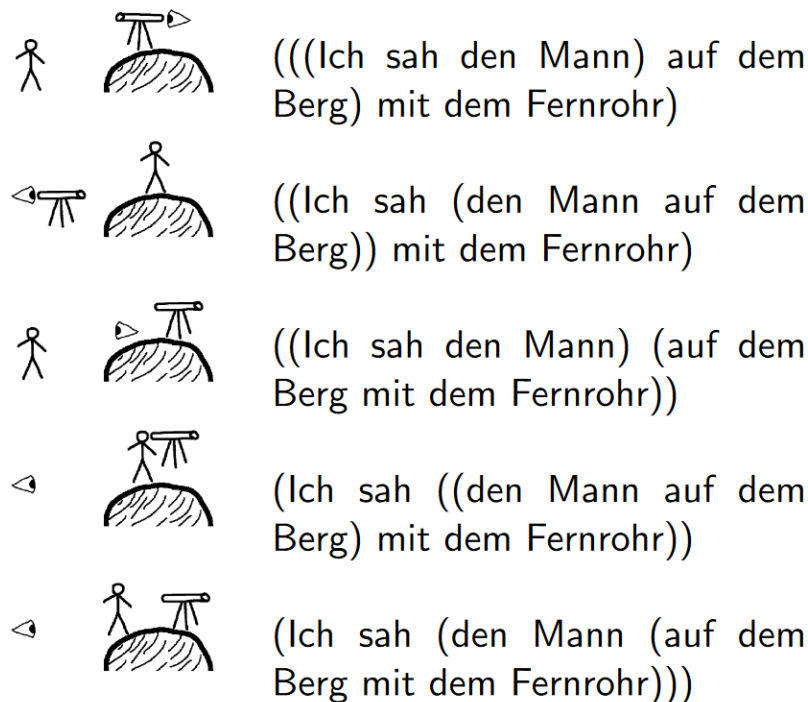 (((Ich sah den Mann) auf dem
Berg) mit dem Fernrohr)
((Ich sah (den Mann auf dem
Berg)) mit dem Fernrohr)
((Ich sah den Mann) (auf dem
Berg mit dem Fernrohr))
(Ich sah ((den Mann auf dem
Berg) mit dem Fernrohr))
(Ich sah (den Mann (auf dem
Berg mit dem Fernrohr)))